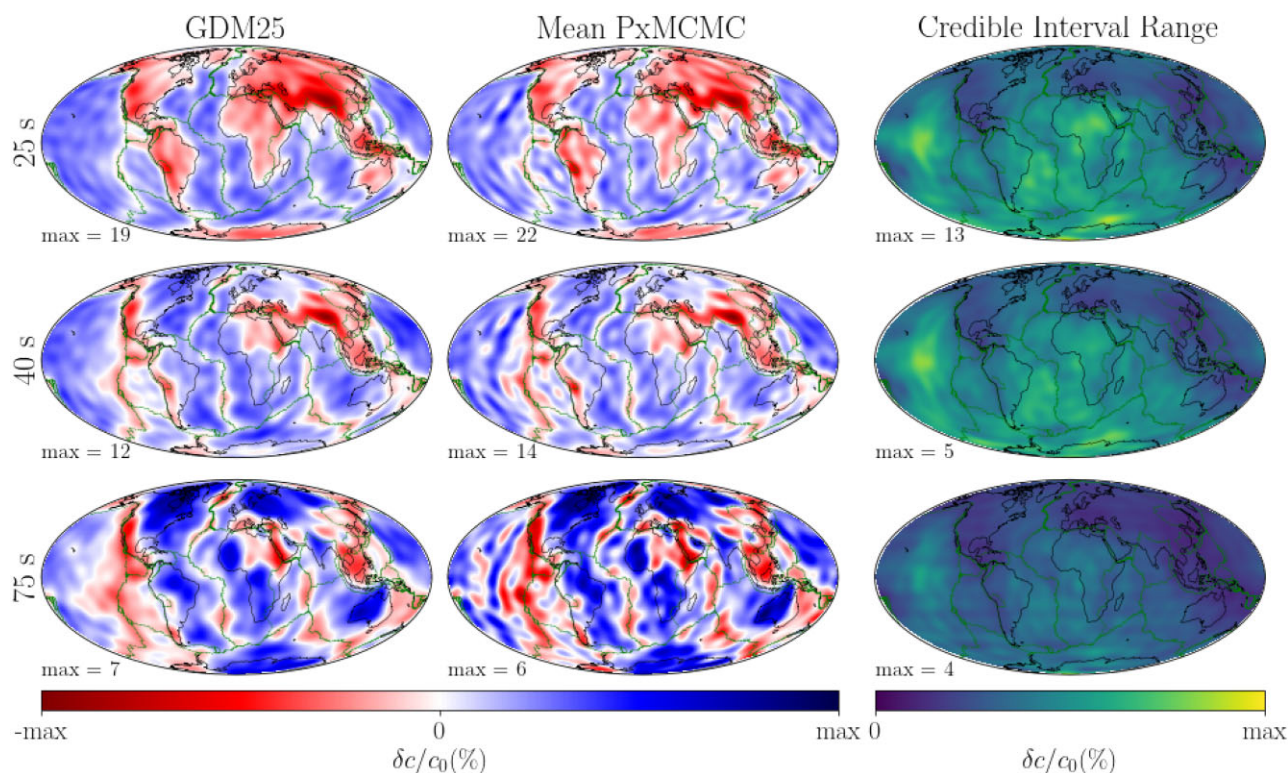 GDM25 Mean PxMCMC Credible Interval Range
25 s
max = 19 max = 22 max = 13
40 s
max = 12 max = 14 max = 5
75 s
max = 7 max = 6 max = 4
-max 0 max 0 max
δc/c₀(%) δc/c₀(%)